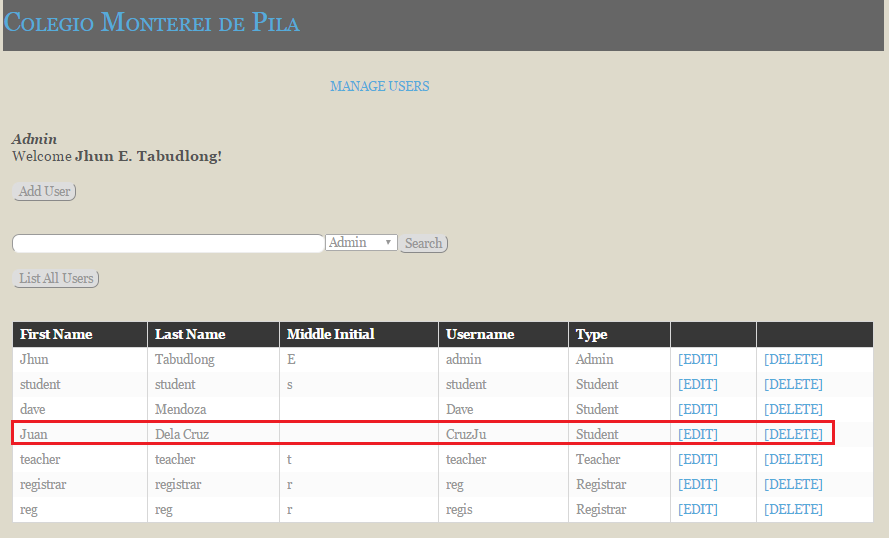 Colegio Monterei de Pila
MANAGE USERS
Admin
Welcome Jhun E. Tabudlong!
Add User
Admin Search
List All Users
First Name Last Name Middle Initial Username Type
Jhun Tabudlong E admin Admin [EDIT] [DELETE]
student student s student Student [EDIT] [DELETE]
dave Mendoza Dave Student [EDIT] [DELETE]
Juan Dela Cruz CruzJu Student [EDIT] [DELETE]
teacher teacher t teacher Teacher [EDIT] [DELETE]
registrar registrar r reg Registrar [EDIT] [DELETE]
reg reg r regis Registrar [EDIT] [DELETE]